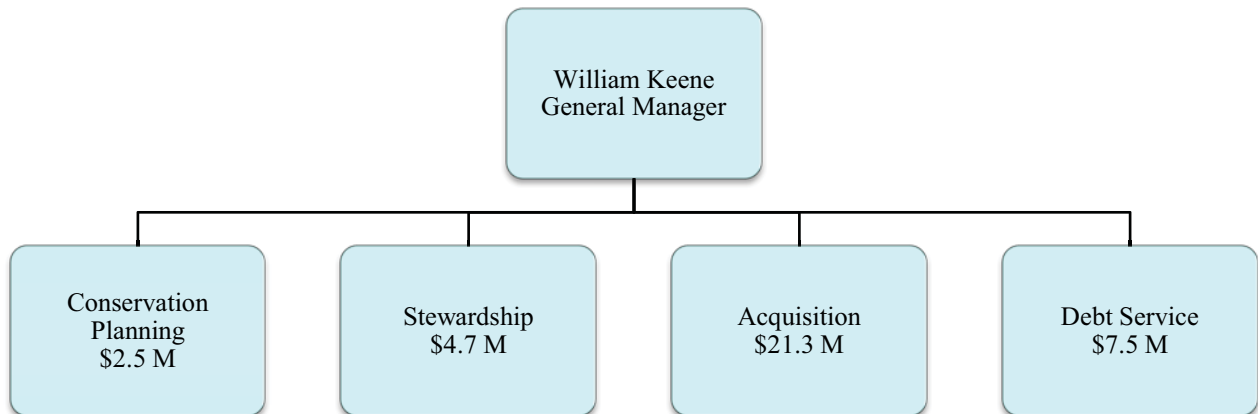 William Keene
General Manager
Conservation
Planning
$2.5 M
Stewardship
$4.7 M
Acquisition
$21.3 M
Debt Service
$7.5 M